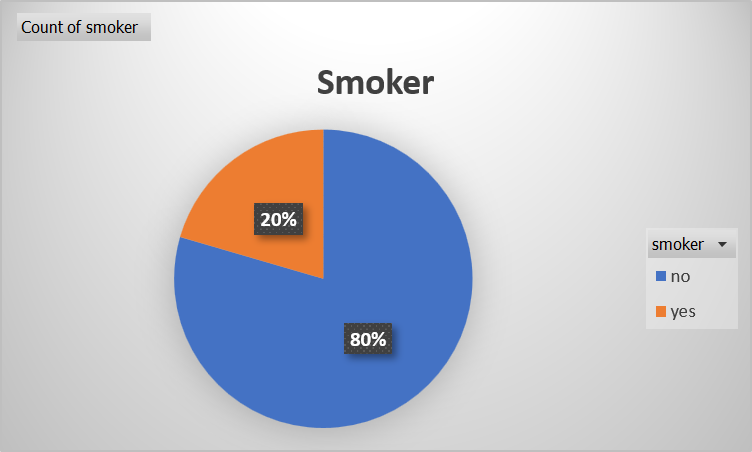 Count of smoker
Smoker
20%
80%
smoker
no
yes